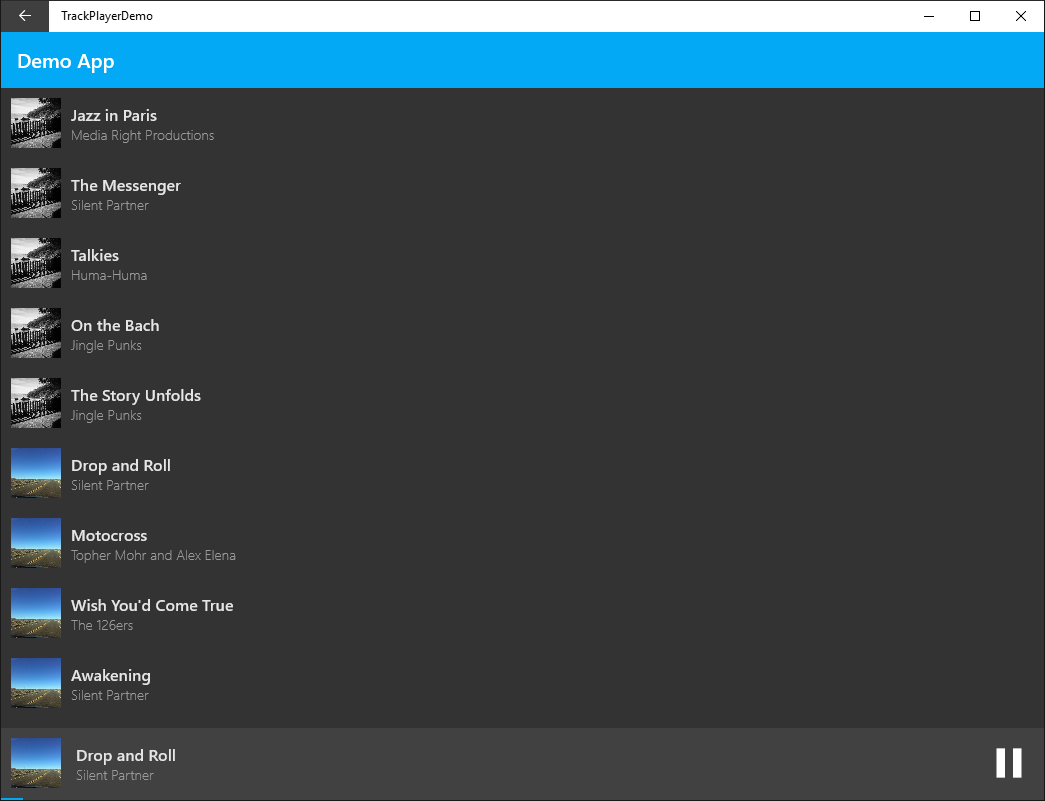 TrackPlayerDemo
Demo App
Jazz in Paris
Media Right Productions
The Messenger
Silent Partner
Talkies
Huma-Huma
On the Bach
Jingle Punks
The Story Unfolds
Jingle Punks
Drop and Roll
Silent Partner
Motocross
Topher Mohr and Alex Elena
Wish You'd Come True
The 126ers
Awakening
Silent Partner
Drop and Roll
Silent Partner